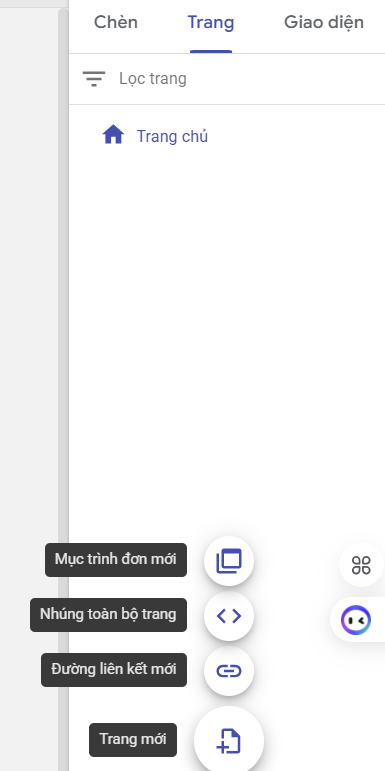 Chèn Trang Giao diện
Lọc trang
Trang chủ
Mục trình đơn mới
Nhúng toàn bộ trang
Đường liên kết mới
Trang mới